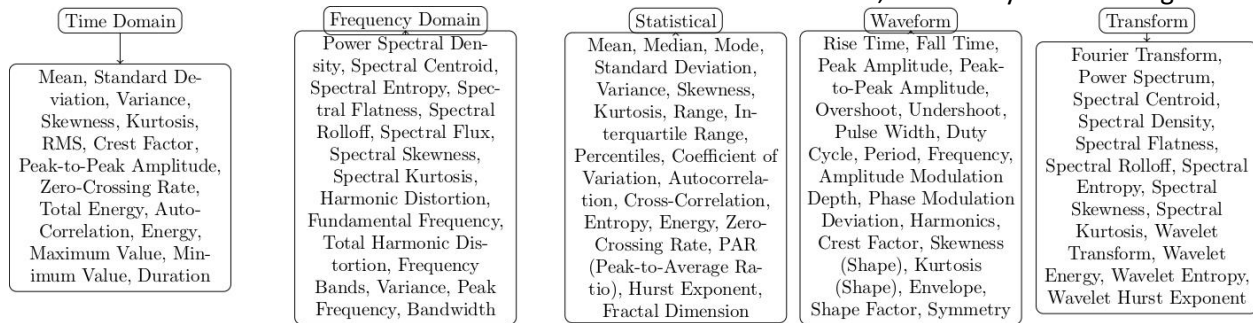 Time Domain
Mean, Standard De-
viation, Variance,
Skewness, Kurtosis,
RMS, Crest Factor,
Peak-to-Peak Amplitude,
Zero-Crossing Rate,
Total Energy, Auto-
Correlation, Energy,
Maximum Value, Min-
imum Value, Duration
Frequency Domain
Power Spectral Den-
sity, Spectral Centroid,
Spectral Entropy, Spec-
tral Flatness, Spectral
Rolloff, Spectral Flux,
Spectral Skewness,
Spectral Kurtosis,
Harmonic Distortion,
Fundamental Frequency,
Total Harmonic Dis-
tortion, Frequency
Bands, Variance, Peak
Frequency, Bandwidth
Statistical
Mean, Median, Mode,
Standard Deviation,
Variance, Skewness,
Kurtosis, Range, In-
terquartile Range,
Percentiles, Coefficient of
Variation, Autocorrela-
tion, Cross-Correlation,
Entropy, Energy, Zero-
Crossing Rate, PAR
(Peak-to-Average Ra-
tio), Hurst Exponent,
Fractal Dimension
Waveform
Rise Time, Fall Time,
Peak Amplitude, Peak-
to-Peak Amplitude,
Overshoot, Undershoot,
Pulse Width, Duty
Cycle, Period, Frequency,
Amplitude Modulation
Depth, Phase Modulation
Deviation, Harmonics,
Crest Factor, Skewness
(Shape), Kurtosis
(Shape), Envelope,
Shape Factor, Symmetry
Transform
Fourier Transform,
Power Spectrum,
Spectral Centroid,
Spectral Density,
Spectral Flatness,
Spectral Rolloff, Spectral
Entropy, Spectral
Skewness, Spectral
Kurtosis, Wavelet
Transform, Wavelet
Energy, Wavelet Entropy,
Wavelet Hurst Exponent